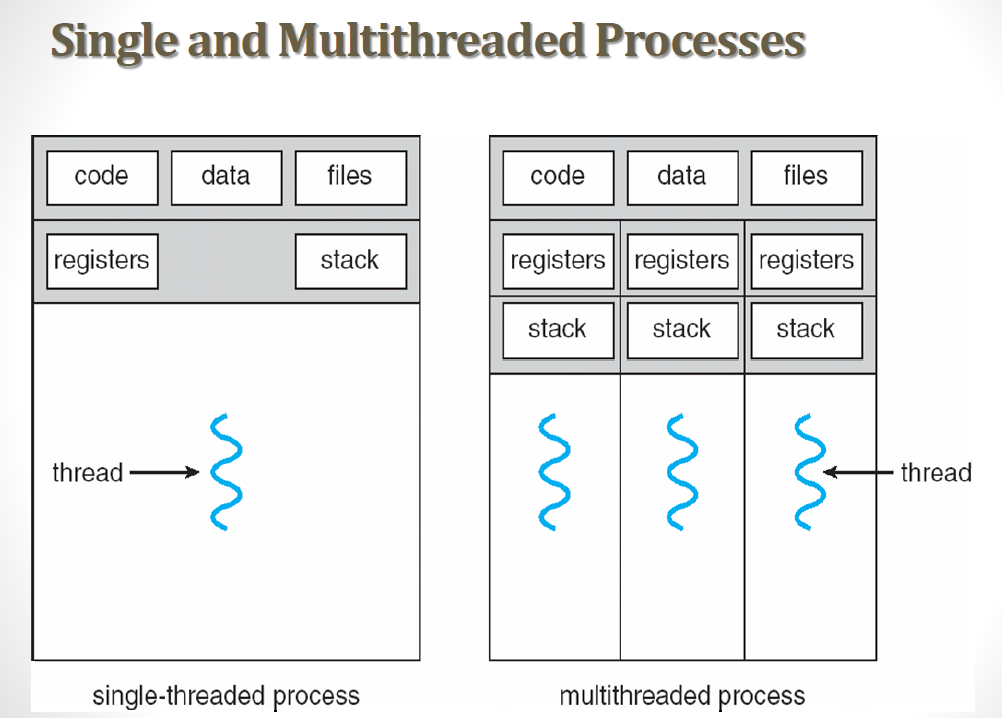 Single and Multithreaded Processes
code data files
registers stack
thread
single-threaded process
code data files
registers registers registers
stack stack stack
thread
multithreaded process